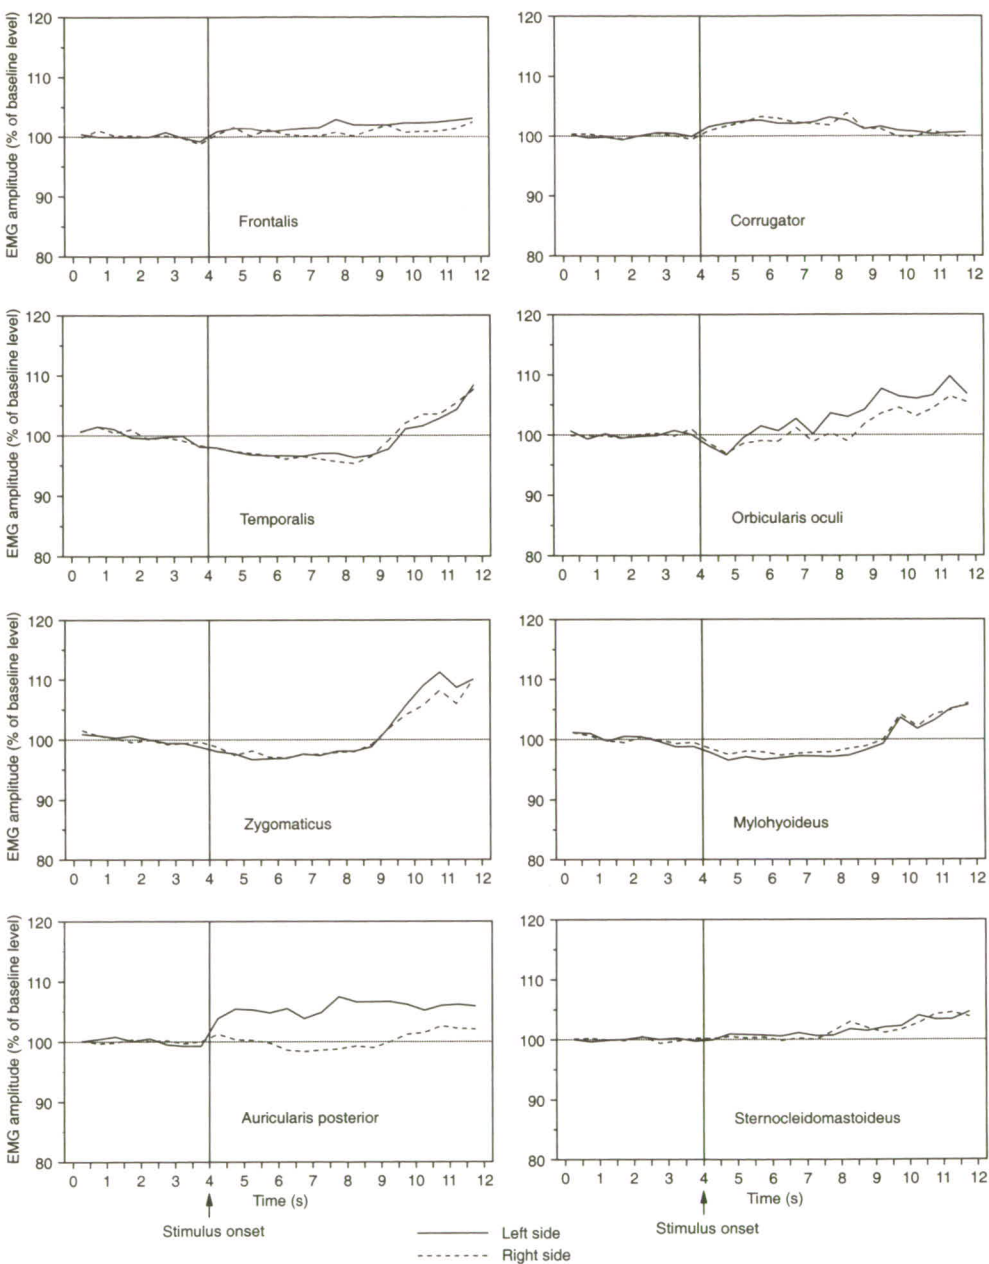 EMG amplitude (% of baseline level)
120
110
100
90
80
Frontalis
0 1 2 3 4 5 6 7 8 9 10 11 12
120
110
100
90
80
Corrugator
0 1 2 3 4 5 6 7 8 9 10 11 12
EMG amplitude (% of baseline level)
120
110
100
90
80
Temporalis
0 1 2 3 4 5 6 7 8 9 10 11 12
120
110
100
90
80
Orbicularis oculi
0 1 2 3 4 5 6 7 8 9 10 11 12
EMG amplitude (% of baseline level)
120
110
100
90
80
Zygomaticus
0 1 2 3 4 5 6 7 8 9 10 11 12
120
110
100
90
80
Mylohyoideus
0 1 2 3 4 5 6 7 8 9 10 11 12
EMG amplitude (% of baseline level)
120
110
100
90
80
Auricularis posterior
0 1 2 3 4 5 6 7 8 9 10 11 12
Time (s)
Stimulus onset
120
110
100
90
80
Sternocleidomastoideus
0 1 2 3 4 5 6 7 8 9 10 11 12
Time (s)
Stimulus onset
Left side
Right side